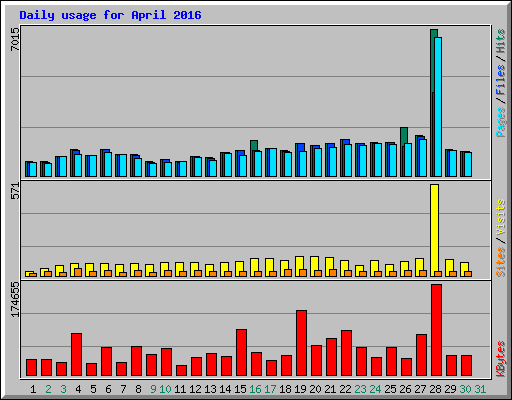 Daily usage for April 2016
7015
Pages / Files / Hits
571
Sites / Visits
174655
KBytes
1 2 3 4 5 6 7 8 9 10 11 12 13 14 15 16 17 18 19 20 21 22 23 24 25 26 27 28 29 30 31